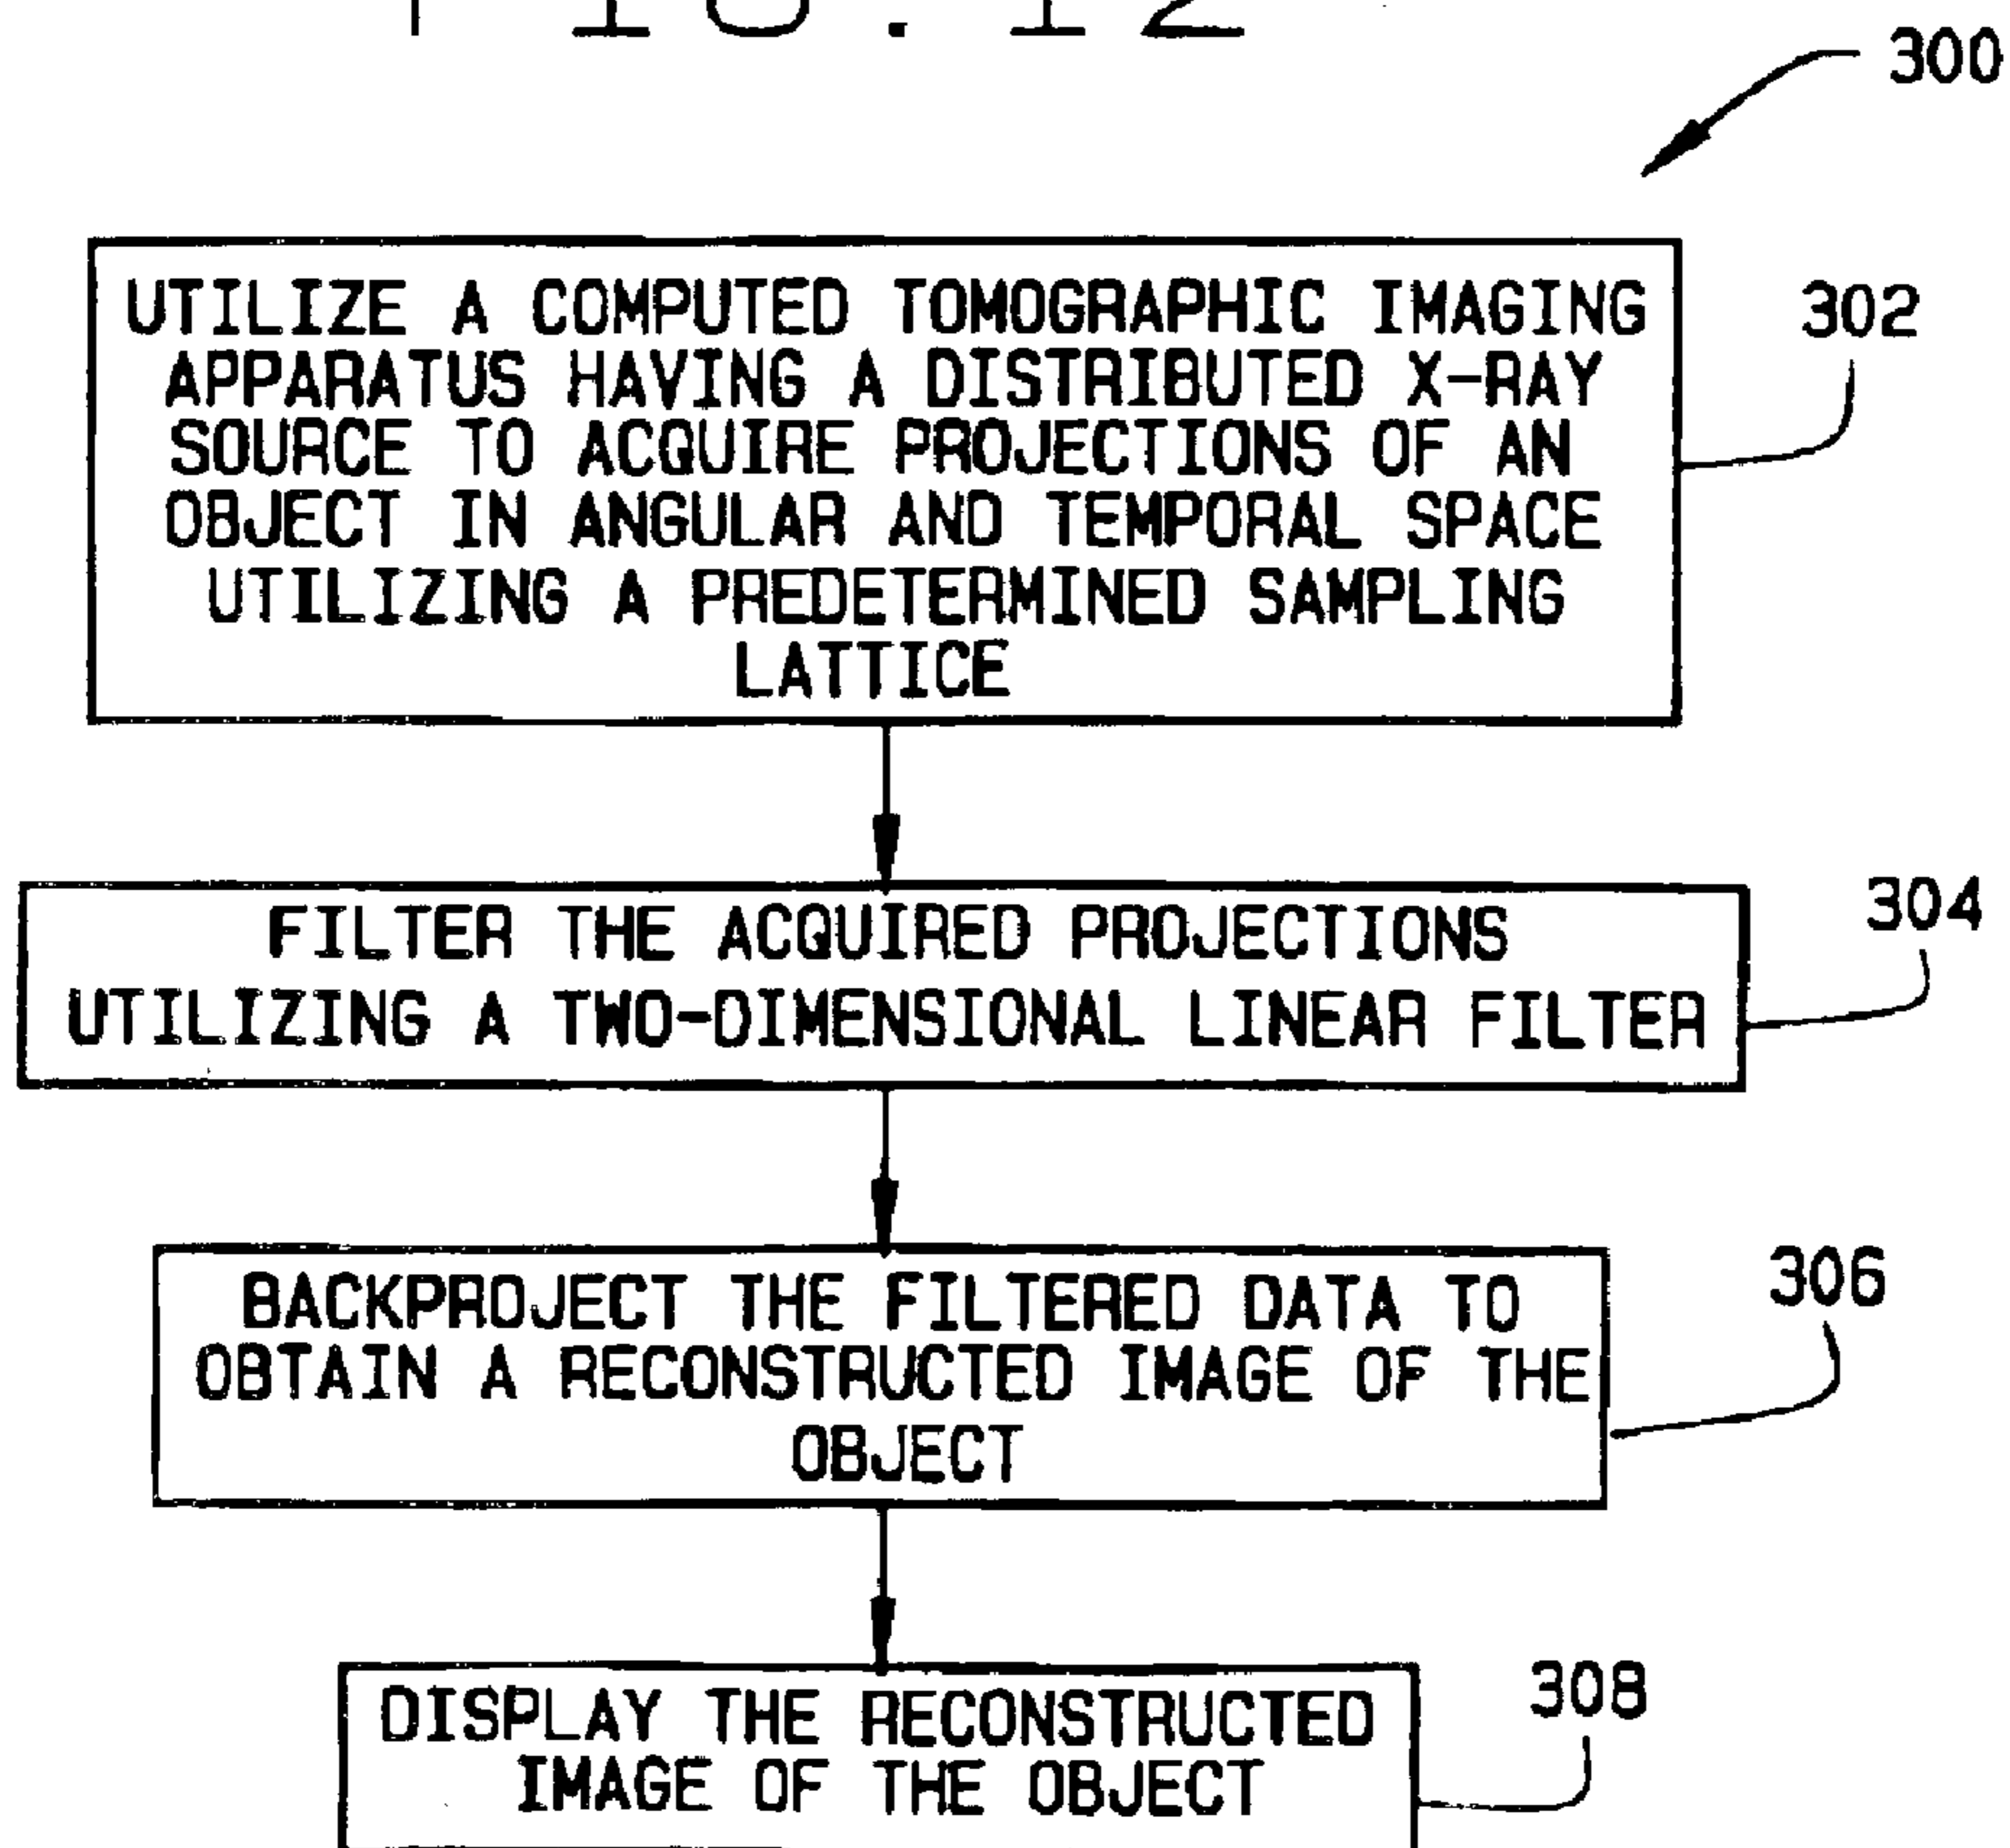 FIG.12
300
UTILIZE A COMPUTED TOMOGRAPHIC IMAGING
APPARATUS HAVING A DISTRIBUTED X-RAY
SOURCE TO ACQUIRE PROJECTIONS OF AN
OBJECT IN ANGULAR AND TEMPORAL SPACE
UTILIZING A PREDETERMINED SAMPLING
LATTICE
302
FILTER THE ACQUIRED PROJECTIONS
UTILIZING A TWO-DIMENSIONAL LINEAR FILTER
304
BACKPROJECT THE FILTERED DATA TO
OBTAIN A RECONSTRUCTED IMAGE OF THE
OBJECT
306
DISPLAY THE RECONSTRUCTED
IMAGE OF THE OBJECT
308